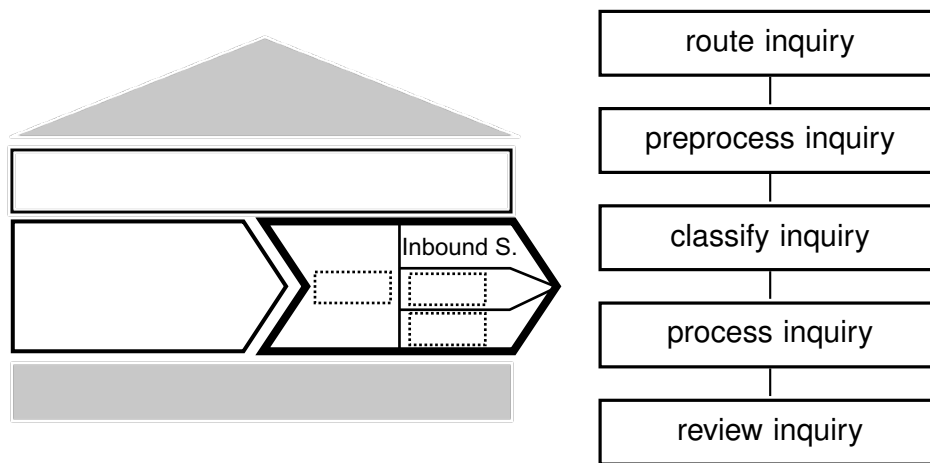 Inbound S.
route inquiry
preprocess inquiry
classify inquiry
process inquiry
review inquiry